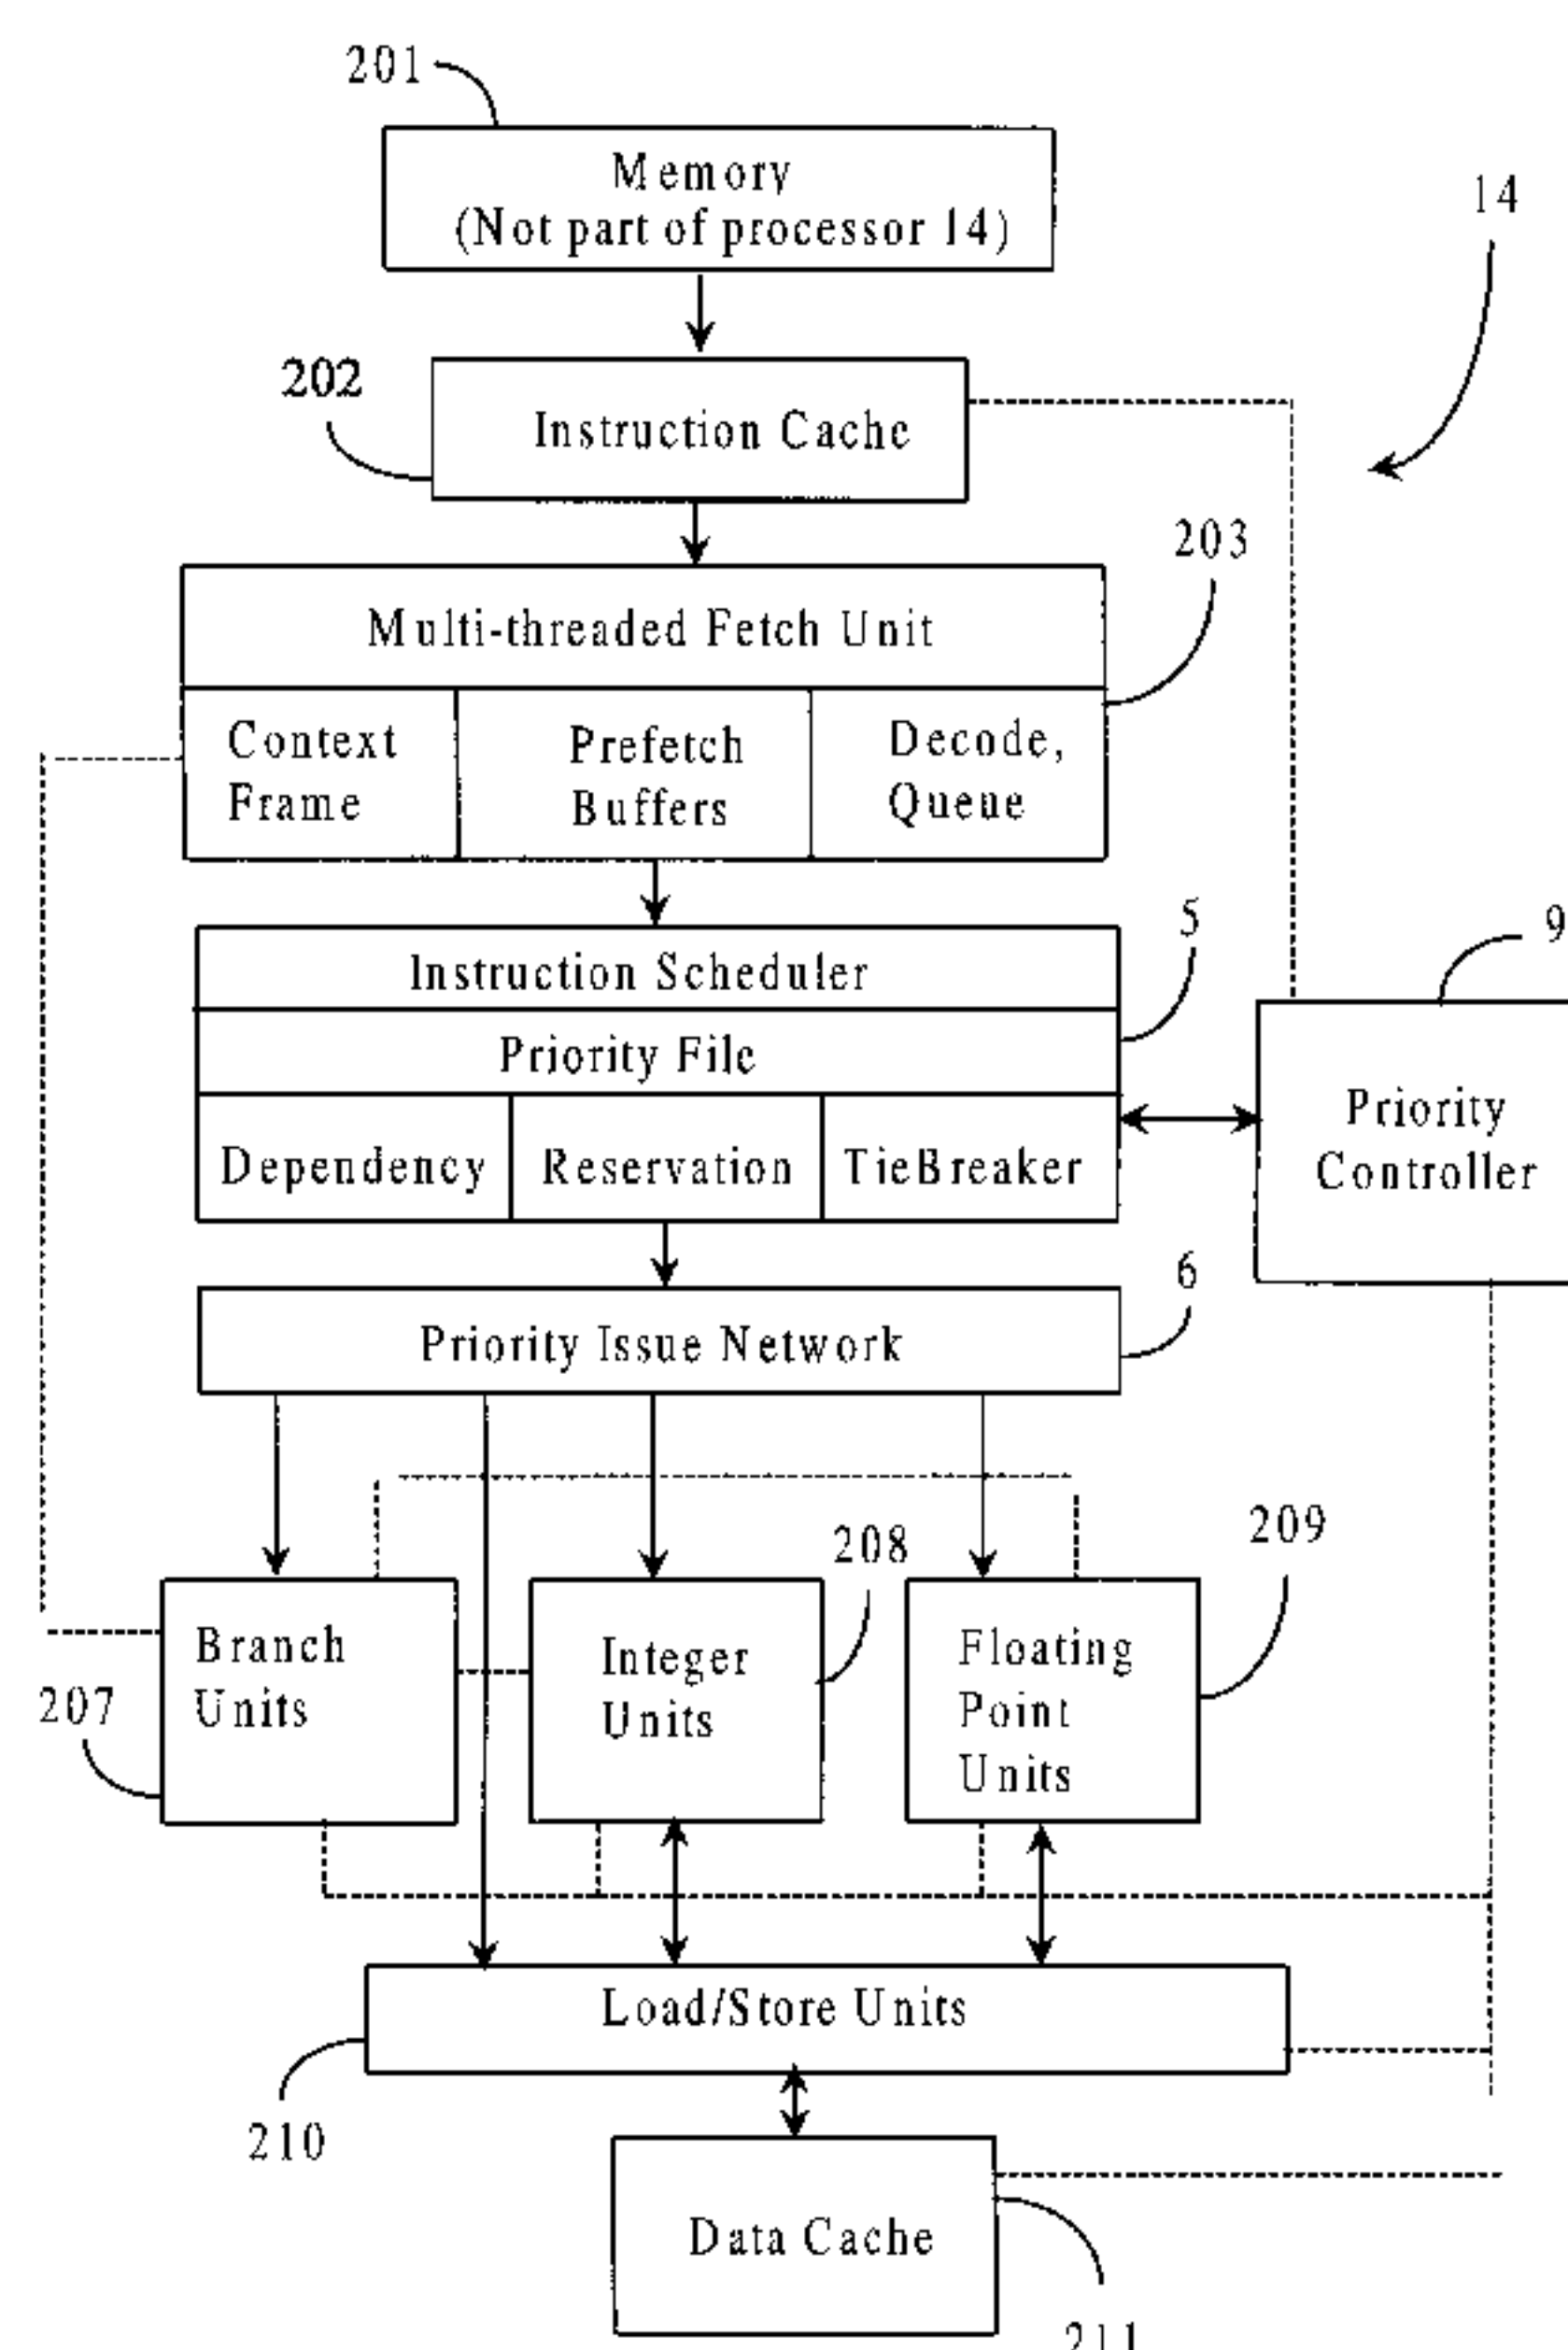 201
Memory
(Not part of processor 14)
14
202
Instruction Cache
203
Multi-threaded Fetch Unit
Context
Frame
Prefetch
Buffers
Decode,
Queue
5
9
Instruction Scheduler
Priority File
Dependency
Reservation
TieBreaker
Priority
Controller
6
Priority Issue Network
208
209
Branch
Units
Integer
Units
Floating
Point
Units
207
Load/Store Units
210
Data Cache
211